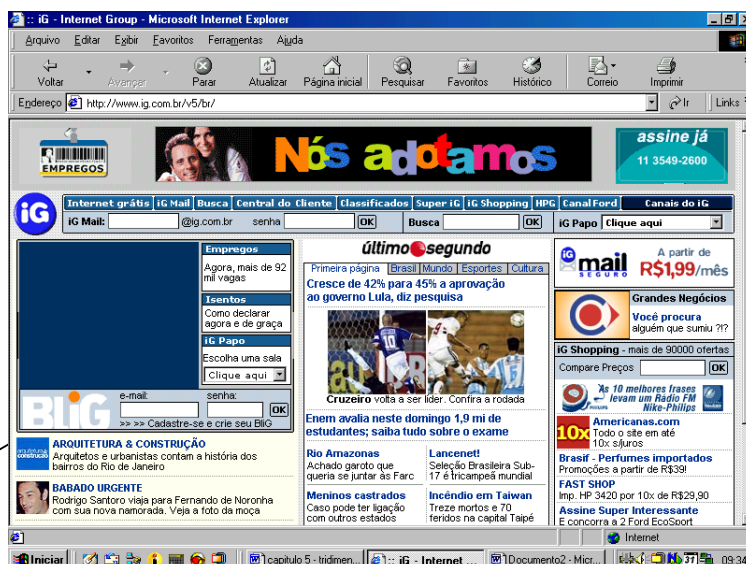 :: iG - Internet Group - Microsoft Internet Explorer
Arquivo Editar Exibir Favoritos Ferramentas Ajuda
Voltar Avançar Parar Atualizar Página inicial Pesquisar Favoritos Histórico Correio Imprimir
Endereço http://www.ig.com.br/v5/br/ Ir Links
EMPREGOS
Nós adotamos
assine já
11 3549-2600
iG
Internet grátis iG Mail Busca Central do Cliente Classificados Super iG iG Shopping HPG Canal Ford Canais do iG
iG Mail: @ig.com.br senha OK Busca OK iG Papo Clique aqui
Empregos
Agora, mais de 92
mil vagas
Isentos
Como declarar
agora e de graça
iG Papo
Escolha uma sala
Clique aqui
BLiG
e-mail: senha:
OK
>> >> Cadastre-se e crie seu BliG
ARQUITETURA & CONSTRUÇÃO
Arquitetos e urbanistas contam a história dos
bairros do Rio de Janeiro
BABADO URGENTE
Rodrigo Santoro viaja para Fernando de Noronha
com sua nova namorada. Veja a foto da moça
último segundo
Primeira página Brasil Mundo Esportes Cultura
Cresce de 42% para 45% a aprovação
ao governo Lula, diz pesquisa
Cruzeiro volta a ser líder. Confira a rodada
Enem avalia neste domingo 1,9 mi de
estudantes; saiba tudo sobre o exame
Rio Amazonas
Achado garoto que
queria se juntar às Farc
Lancenet!
Seleção Brasileira Sub-
17 é tricampeã mundial
Meninos castrados
Caso pode ter ligação
com outros estados
Incêndio em Taiwan
Treze mortos e 70
feridos na capital Taipé
iG mail
SEGURO
A partir de
R$1,99/mês
Grandes Negócios
Você procura
alguém que sumiu ?!?
iG Shopping - mais de 90000 ofertas
Compare Preços OK
PHILIPS
As 10 melhores frases
levam um Rádio FM
Nike-Philips
10x
Americanas.com
Todo o site em até
10x s/juros
Brasif - Perfumes importados
Promoções a partir de R$39!
FAST SHOP
Imp. HP 3420 por 10x de R$29,90
Assine Super Interessante
E concorra a 2 Ford EcoSport
Internet
Iniciar capitulo 5 - tridimen... :: iG - Internet ... Documento2 - Micr... 09:34